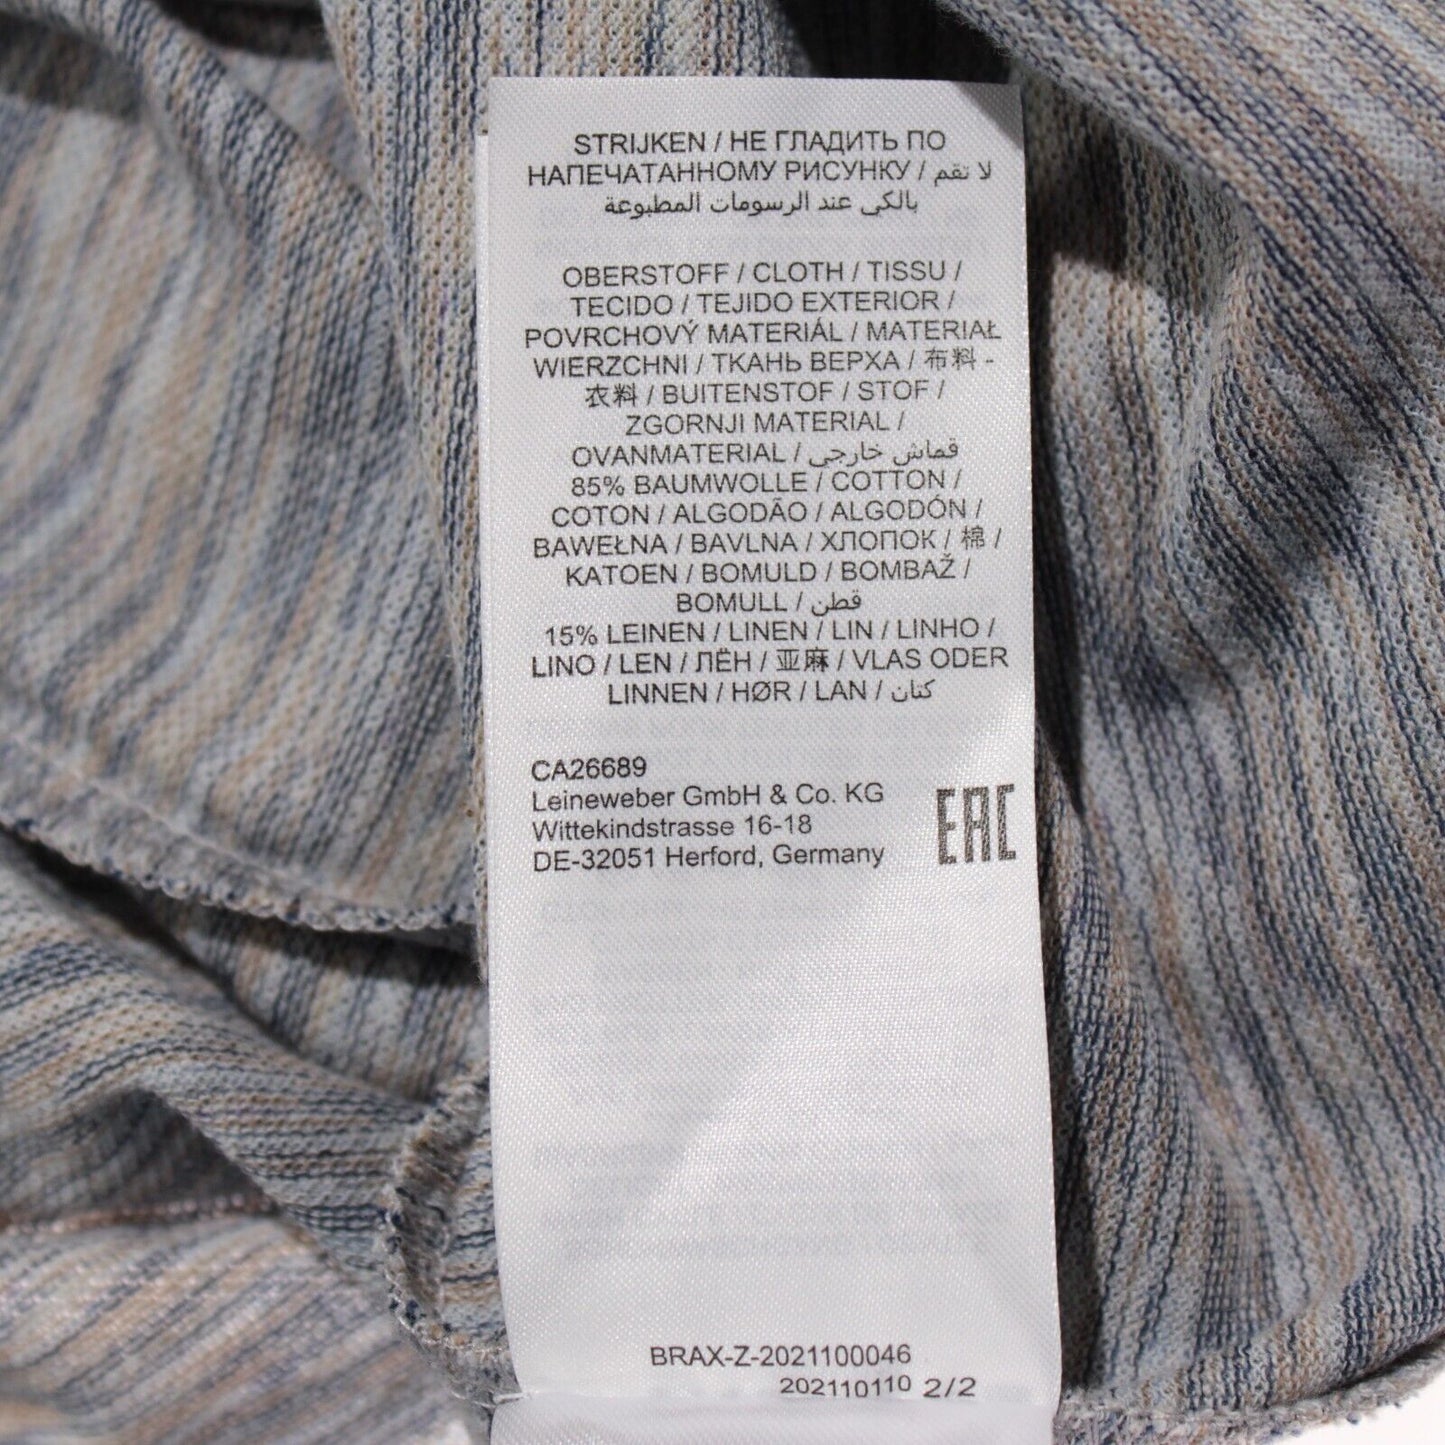 STRIJKEN / НЕ ГЛАДИТЬ ПО
НАПЕЧАТАННОМУ РИСУНКУ / لا تقم
بالكى عند الرسومات المطبوعة
OBERSTOFF / CLOTH / TISSU /
TECIDO / TEJIDO EXTERIOR /
POVRCHOVÝ MATERIÁL / MATERIAŁ
WIERZCHNI / ТКАНЬ ВЕРХА / 布料 -
衣料 / BUITENSTOF / STOF /
ZGORNJI MATERIAL /
OVANMATERIAL / قماش خارجي
85% BAUMWOLLE / COTTON /
COTON / ALGODÃO / ALGODÓN /
BAWEŁNA / BAVLNA / ХЛОПОК / 棉 /
KATOEN / BOMULD / BOMBAŽ /
BOMULL / قطن
15% LEINEN / LINEN / LIN / LINHO /
LINO / LEN / ЛЁН / 亚麻 / VLAS ODER
LINNEN / HØR / LAN / كتان
CA26689
Leineweber GmbH & Co. KG
Wittekindstrasse 16-18
DE-32051 Herford, Germany
EAC
BRAX-Z-2021100046
202110110 2/2